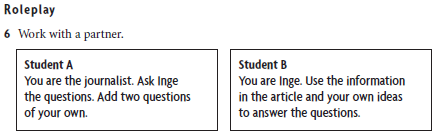 Roleplay
6 Work with a partner.
Student A
You are the journalist. Ask Inge
the questions. Add two questions
of your own.
Student B
You are Inge. Use the information
in the article and your own ideas
to answer the questions.